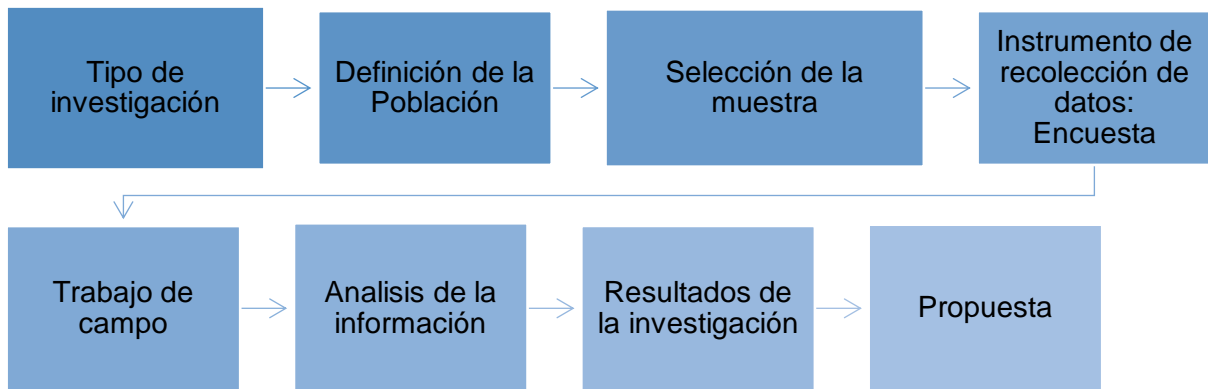 Tipo de
investigación
Definición de la
Población
Selección de la
muestra
Instrumento de
recolección de
datos:
Encuesta
Trabajo de
campo
Analisis de la
información
Resultados de
la investigación
Propuesta